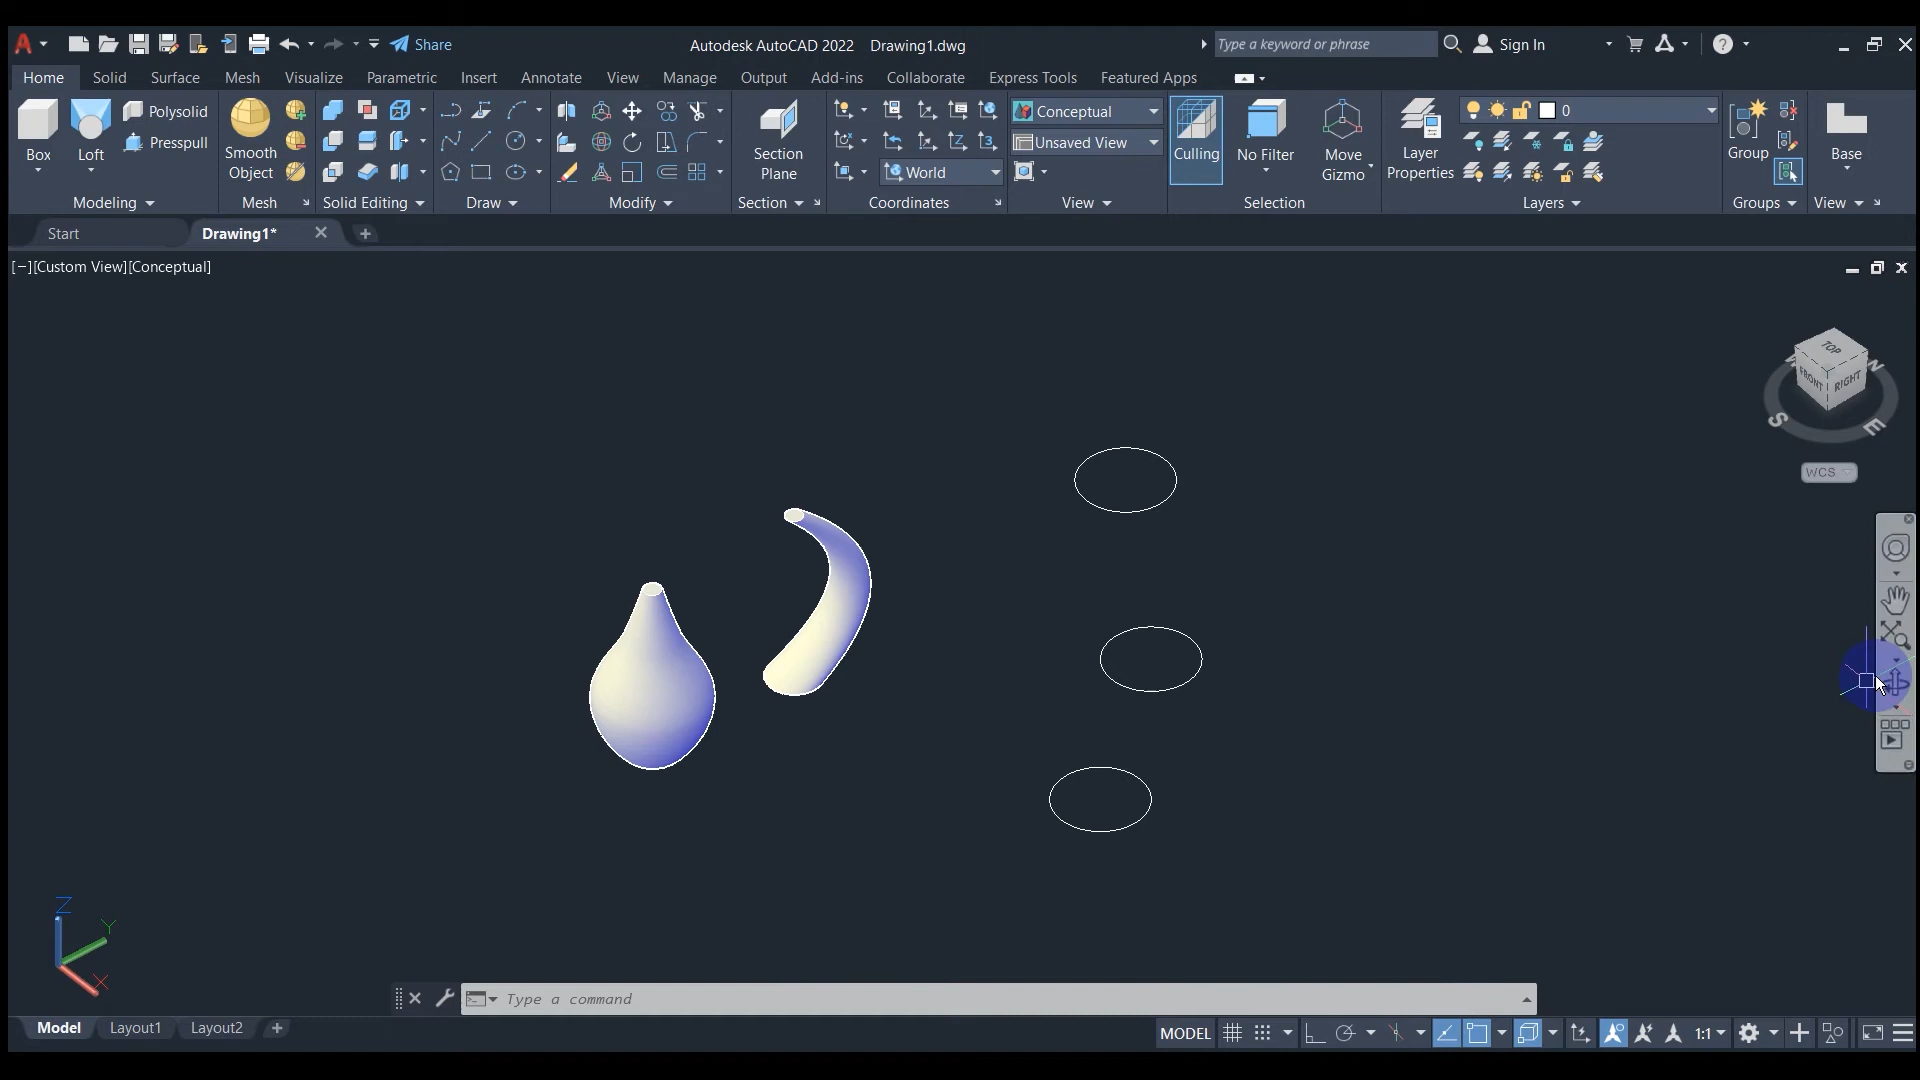 Share
Autodesk AutoCAD 2022 Drawing1.dwg
Type a keyword or phrase
Sign In
Home Solid Surface Mesh Visualize Parametric Insert Annotate View Manage Output Add-ins Collaborate Express Tools Featured Apps
Box
Loft
Polysolid
Presspull
Smooth
Object
Section
Plane
World
Conceptual
Unsaved View
Culling
No Filter
Move
Gizmo
Layer
Properties
0
Group
Base
Modeling Mesh Solid Editing Draw Modify Section Coordinates View Selection Layers Groups View
Start Drawing1*
[−][Custom View][Conceptual]
TOP
FRONT RIGHT
N
S E
WCS
Z
Y
X
Type a command
Model Layout1 Layout2
MODEL 1:1